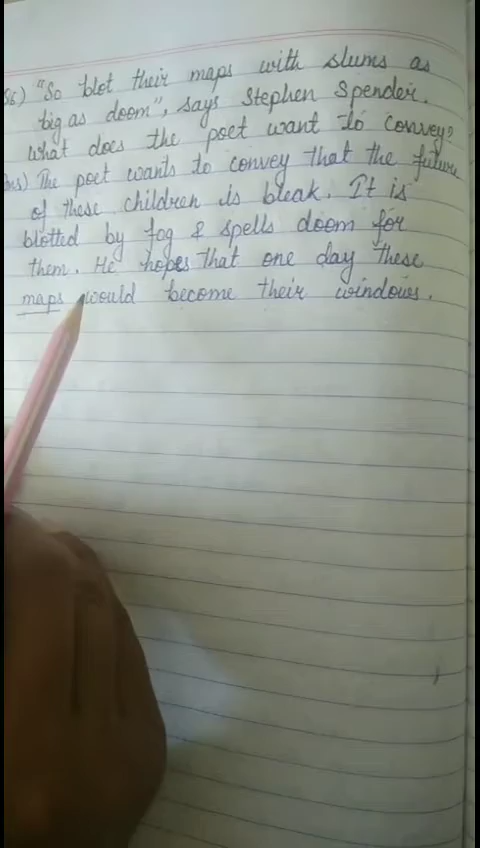 "So blot their maps with slums as
big as doom", says Stephen Spender.
what does the poet want to convey?
The poet wants to convey that the future
of these children is bleak. It is
blotted by fog & spells doom for
them. He hopes that one day these
maps would become their windows.